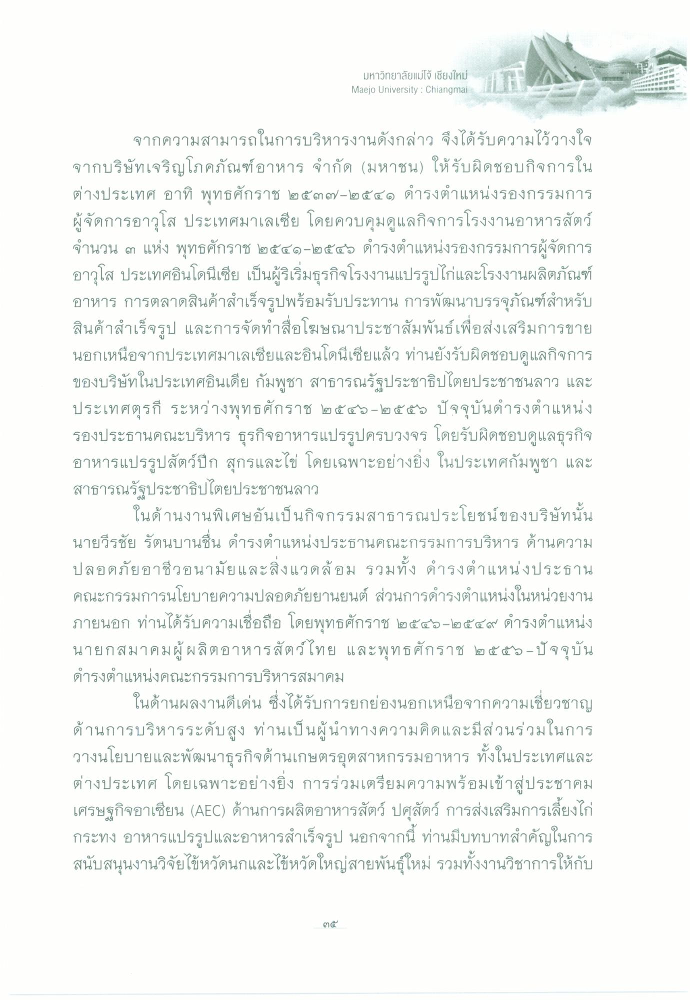 มหาวิทยาลัยแม่โจ้ เชียงใหม่
Maejo University : Chiangmai
จากความสามารถในการบริหารงานดังกล่าว จึงได้รับความไว้วางใจ
จากบริษัทเจริญโภคภัณฑ์อาหาร จำกัด (มหาชน) ให้รับผิดชอบกิจการใน
ต่างประเทศ อาทิ พุทธศักราช ๒๕๓๗-๒๕๔๑ ดำรงตำแหน่งรองกรรมการ
ผู้จัดการอาวุโส ประเทศมาเลเซีย โดยควบคุมดูแลกิจการโรงงานอาหารสัตว์
จำนวน ๓ แห่ง พุทธศักราช ๒๕๔๑-๒๕๔๖ ดำรงตำแหน่งรองกรรมการผู้จัดการ
อาวุโส ประเทศอินโดนีเซีย เป็นผู้ริเริ่มธุรกิจโรงงานแปรรูปไก่และโรงงานผลิตภัณฑ์
อาหาร การตลาดสินค้าสำเร็จรูปพร้อมรับประทาน การพัฒนาบรรจุภัณฑ์สำหรับ
สินค้าสำเร็จรูป และการจัดทำสื่อโฆษณาประชาสัมพันธ์เพื่อส่งเสริมการขาย
นอกเหนือจากประเทศมาเลเซียและอินโดนีเซียแล้ว ท่านยังรับผิดชอบดูแลกิจการ
ของบริษัทในประเทศอินเดีย กัมพูชา สาธารณรัฐประชาธิปไตยประชาชนลาว และ
ประเทศตุรกี ระหว่างพุทธศักราช ๒๕๔๖-๒๕๕๖ ปัจจุบันดำรงตำแหน่ง
รองประธานคณะบริหาร ธุรกิจอาหารแปรรูปครบวงจร โดยรับผิดชอบดูแลธุรกิจ
อาหารแปรรูปสัตว์ปีก สุกรและไข่ โดยเฉพาะอย่างยิ่ง ในประเทศกัมพูชา และ
สาธารณรัฐประชาธิปไตยประชาชนลาว
ในด้านงานพิเศษอันเป็นกิจกรรมสาธารณประโยชน์ของบริษัทนั้น
นายวีรชัย รัตนบานชื่น ดำรงตำแหน่งประธานคณะกรรมการบริหาร ด้านความ
ปลอดภัยอาชีวอนามัยและสิ่งแวดล้อม รวมทั้ง ดำรงตำแหน่งประธาน
คณะกรรมการนโยบายความปลอดภัยยานยนต์ ส่วนการดำรงตำแหน่งในหน่วยงาน
ภายนอก ท่านได้รับความเชื่อถือ โดยพุทธศักราช ๒๕๔๖-๒๕๔๙ ดำรงตำแหน่ง
นายกสมาคมผู้ผลิตอาหารสัตว์ไทย และพุทธศักราช ๒๕๕๖-ปัจจุบัน
ดำรงตำแหน่งคณะกรรมการบริหารสมาคม
ในด้านผลงานดีเด่น ซึ่งได้รับการยกย่องนอกเหนือจากความเชี่ยวชาญ
ด้านการบริหารระดับสูง ท่านเป็นผู้นำทางความคิดและมีส่วนร่วมในการ
วางนโยบายและพัฒนาธุรกิจด้านเกษตรอุตสาหกรรมอาหาร ทั้งในประเทศและ
ต่างประเทศ โดยเฉพาะอย่างยิ่ง การร่วมเตรียมความพร้อมเข้าสู่ประชาคม
เศรษฐกิจอาเซียน (AEC) ด้านการผลิตอาหารสัตว์ ปศุสัตว์ การส่งเสริมการเลี้ยงไก่
กระทง อาหารแปรรูปและอาหารสำเร็จรูป นอกจากนี้ ท่านมีบทบาทสำคัญในการ
สนับสนุนงานวิจัยไข้หวัดนกและไข้หวัดใหญ่สายพันธุ์ใหม่ รวมทั้งงานวิชาการให้กับ
๓๕